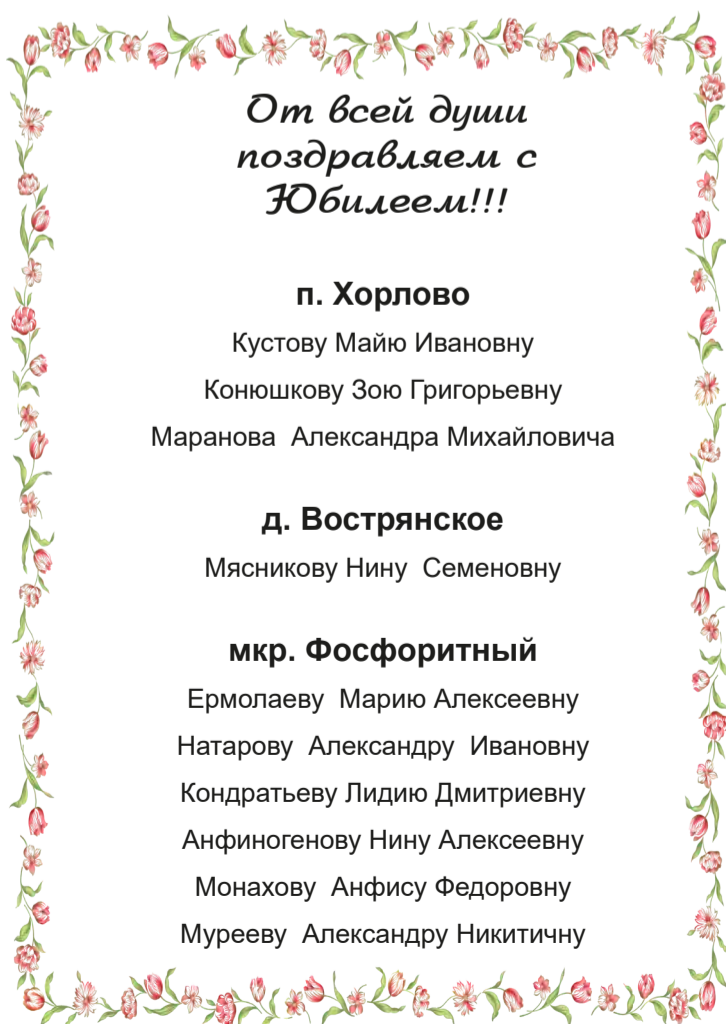 От всей души
поздравляем с
Юбилеем!!!
п. Хорлово
Кустову Майю Ивановну
Конюшкову Зою Григорьевну
Маранова Александра Михайловича
д. Вострянское
Мясникову Нину Семеновну
мкр. Фосфоритный
Ермолаеву Марию Алексеевну
Натарову Александру Ивановну
Кондратьеву Лидию Дмитриевну
Анфиногенову Нину Алексеевну
Монахову Анфису Федоровну
Мурееву Александру Никитичну